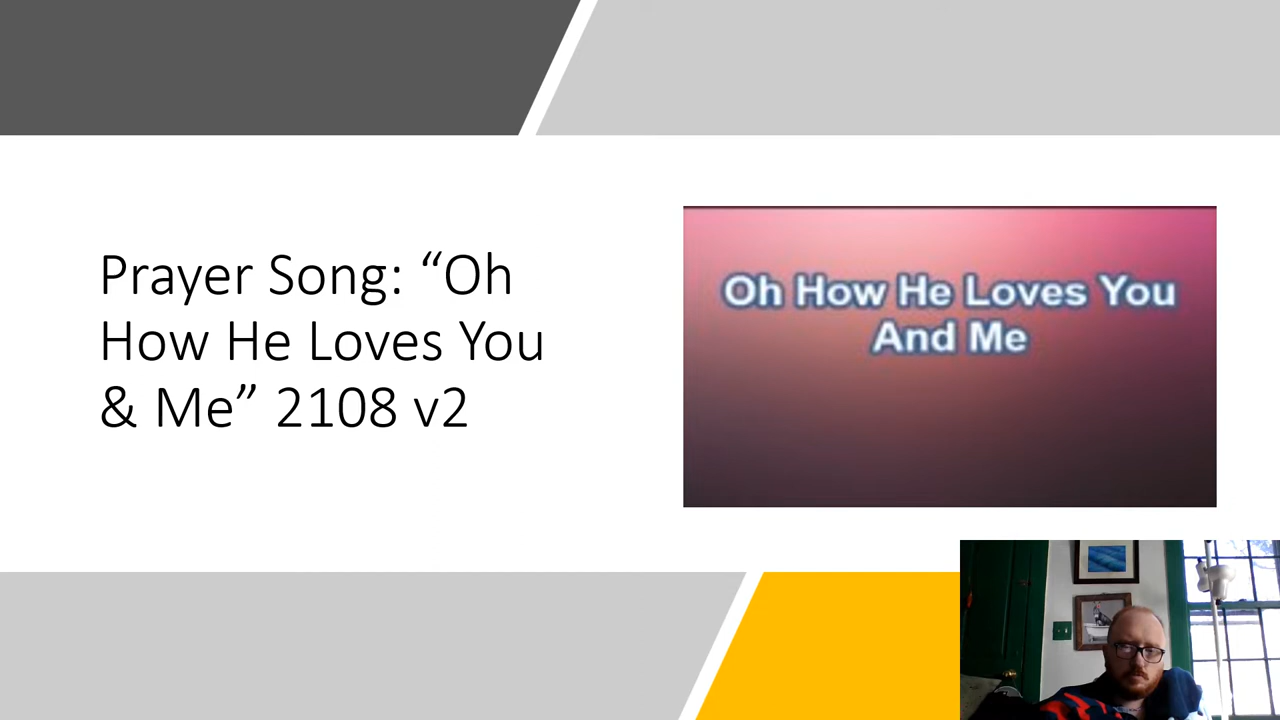 Prayer Song: “Oh
How He Loves You
& Me” 2108 v2
Oh How He Loves You
And Me